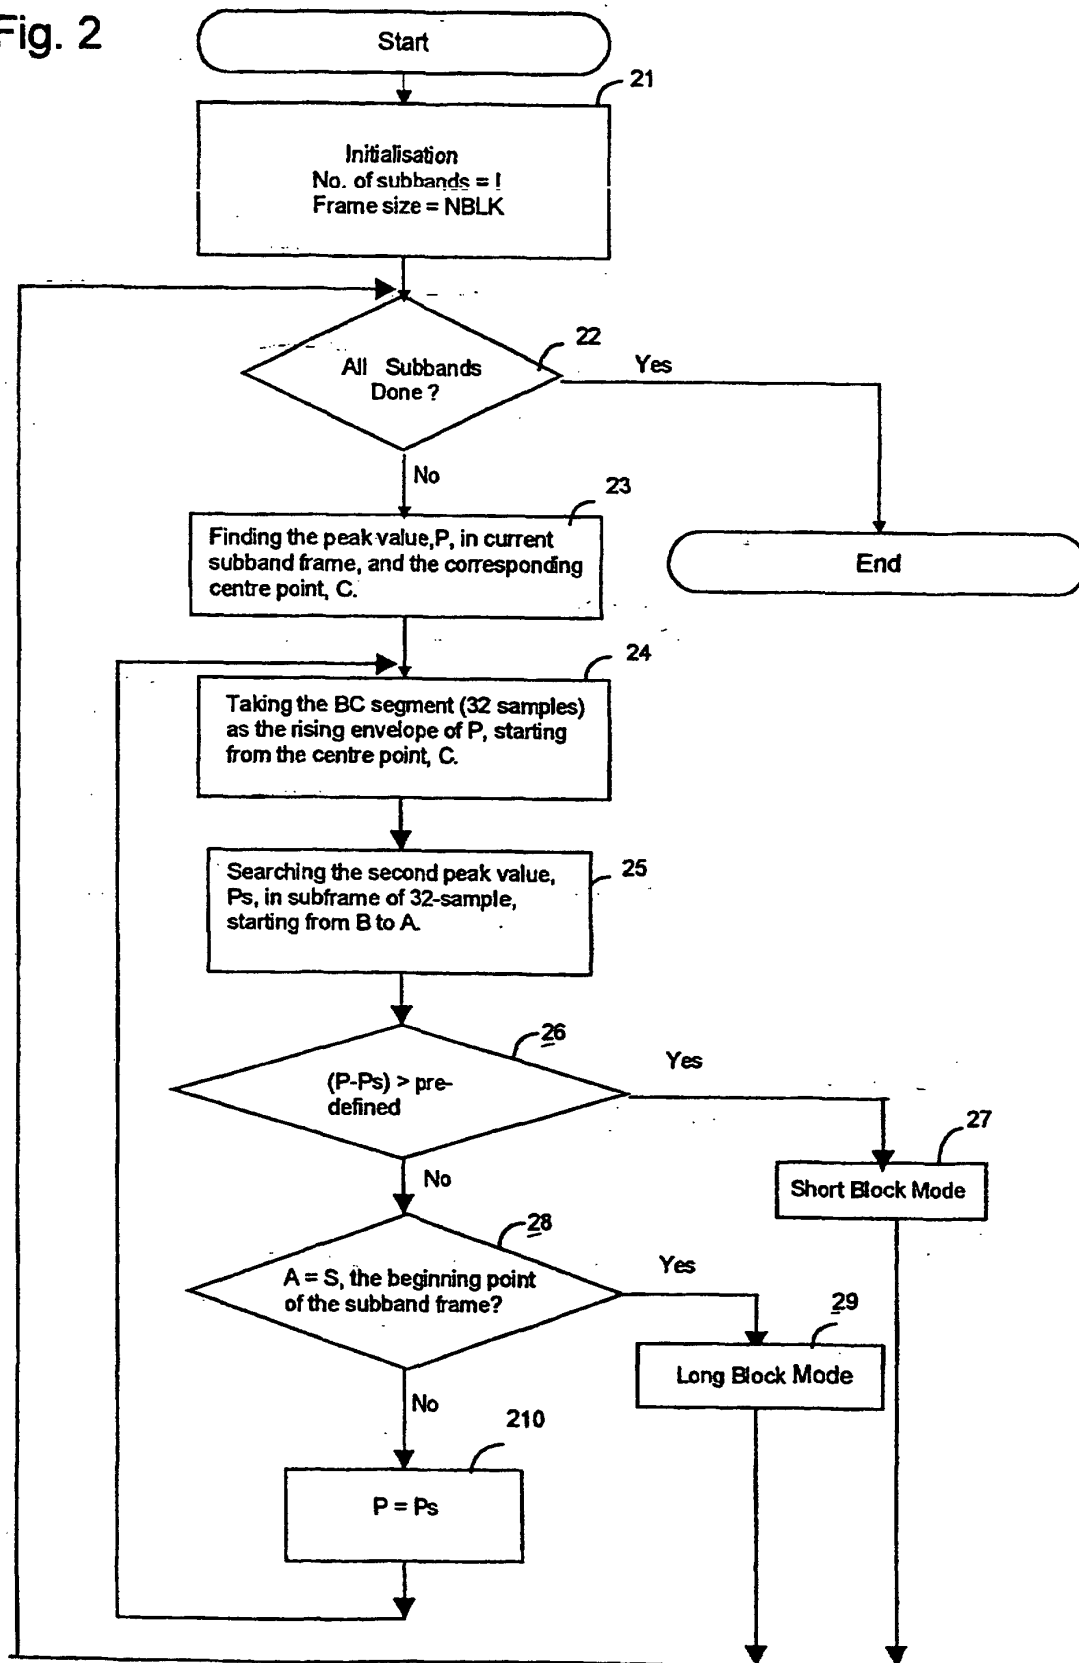 Fig. 2
Start
21
Initialisation
No. of subbands = I
Frame size = NBLK
22
All Subbands
Done ?
Yes
No
23
Finding the peak value,P, in current
subband frame, and the corresponding
centre point, C.
End
24
Taking the BC segment (32 samples)
as the rising envelope of P, starting
from the centre point, C.
25
Searching the second peak value,
Ps, in subframe of 32-sample,
starting from B to A.
26
(P-Ps) > pre-
defined
Yes
27
Short Block Mode
No
28
A = S, the beginning point
of the subband frame?
Yes
29
Long Block Mode
No
210
P = Ps